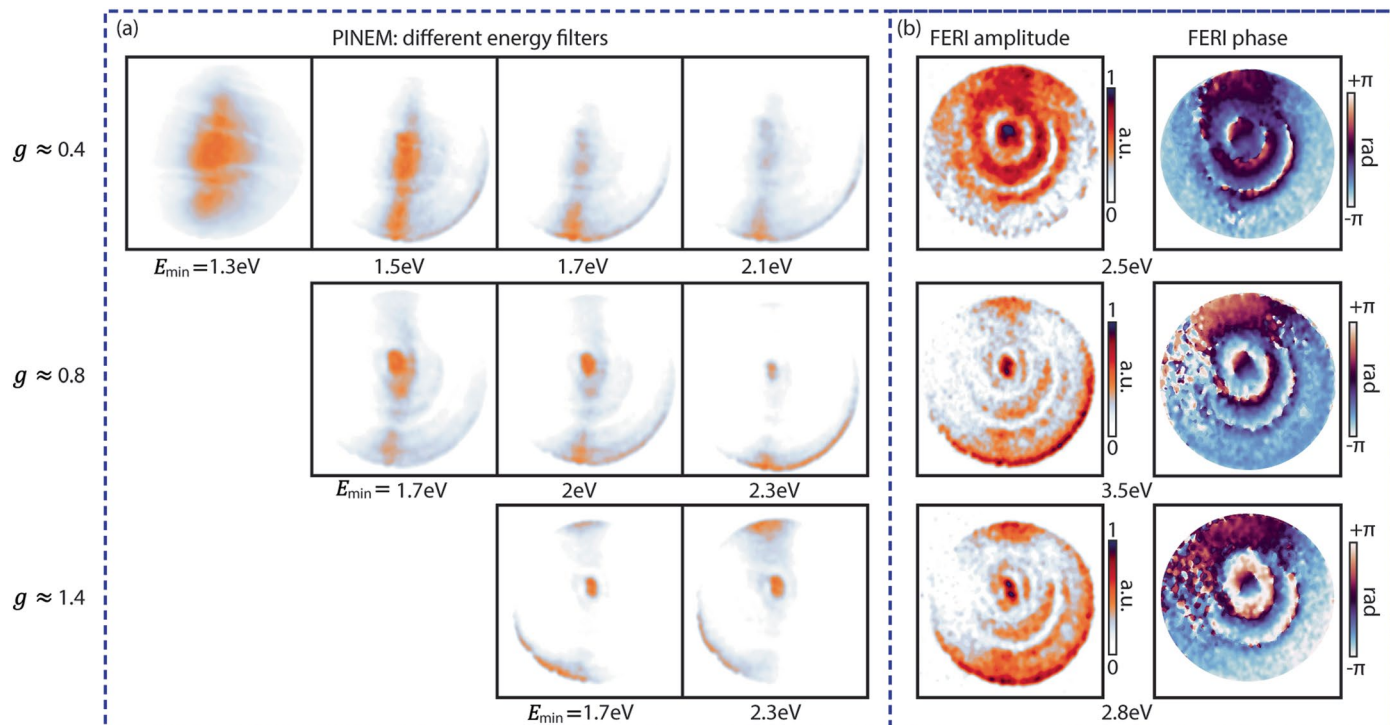 (a)
PINEM: different energy filters
(b)
FERI amplitude
FERI phase
g ≈ 0.4
1
a.u.
0
+π
rad
-π
E_min = 1.3eV
1.5eV
1.7eV
2.1eV
2.5eV
g ≈ 0.8
1
a.u.
0
+π
rad
-π
E_min = 1.7eV
2eV
2.3eV
3.5eV
g ≈ 1.4
1
a.u.
0
+π
rad
-π
E_min = 1.7eV
2.3eV
2.8eV